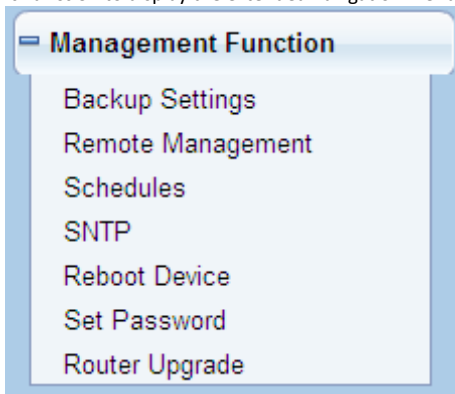 Management Function
Backup Settings
Remote Management
Schedules
SNTP
Reboot Device
Set Password
Router Upgrade